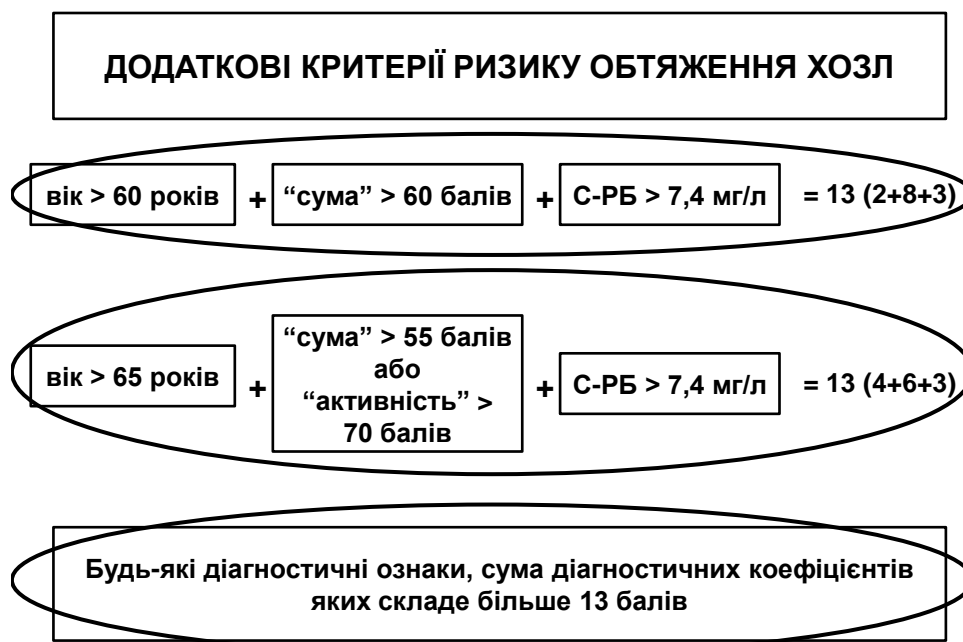 ДОДАТКОВІ КРИТЕРІЇ РИЗИКУ ОБТЯЖЕННЯ ХОЗЛ
вік > 60 років + “сума” > 60 балів + С-РБ > 7,4 мг/л = 13 (2+8+3)
“сума” > 55 балів
або
вік > 65 років + “активність” > + С-РБ > 7,4 мг/л = 13 (4+6+3)
70 балів
Будь-які діагностичні ознаки, сума діагностичних коефіцієнтів
яких складе більше 13 балів